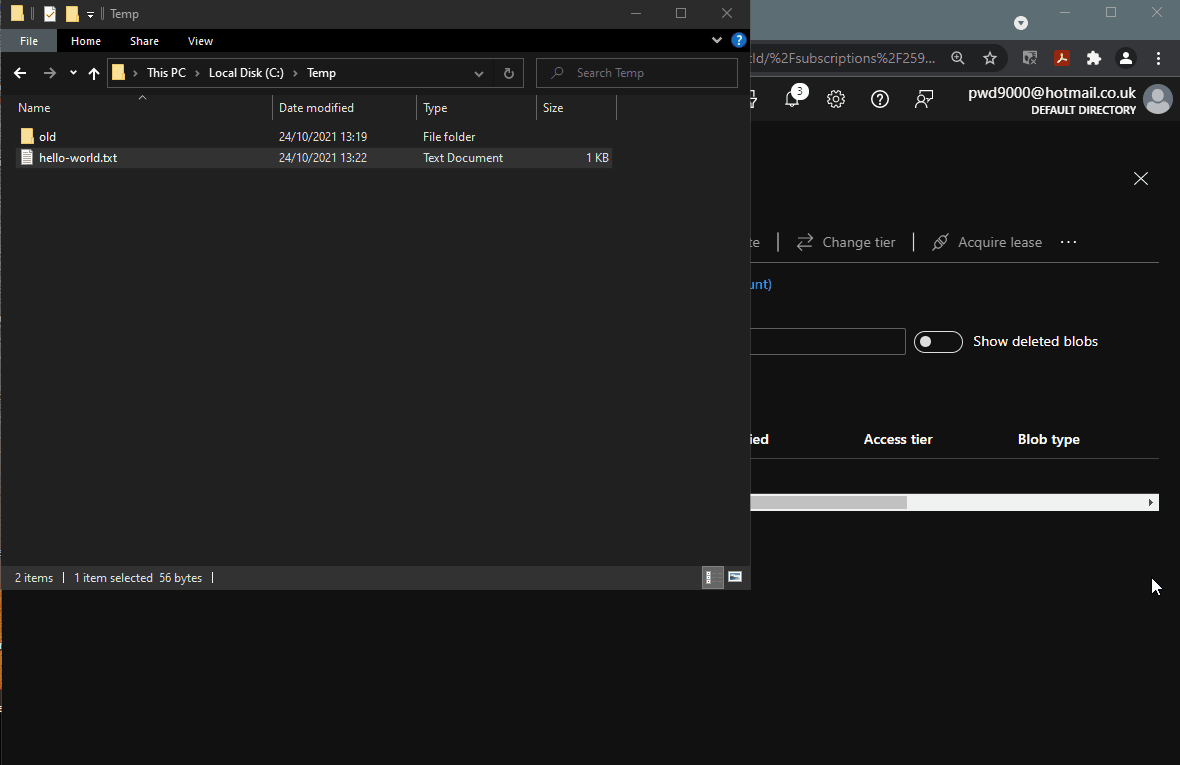 Temp
File Home Share View
This PC Local Disk (C:) Temp
Search Temp
Name Date modified Type Size
old 24/10/2021 13:19 File folder
hello-world.txt 24/10/2021 13:22 Text Document 1 KB
2 items 1 item selected 56 bytes
tld/%2Fsubscriptions%2F259...
3
pwd9000@hotmail.co.uk
DEFAULT DIRECTORY
Change tier Acquire lease ...
unt)
Show deleted blobs
ied Access tier Blob type